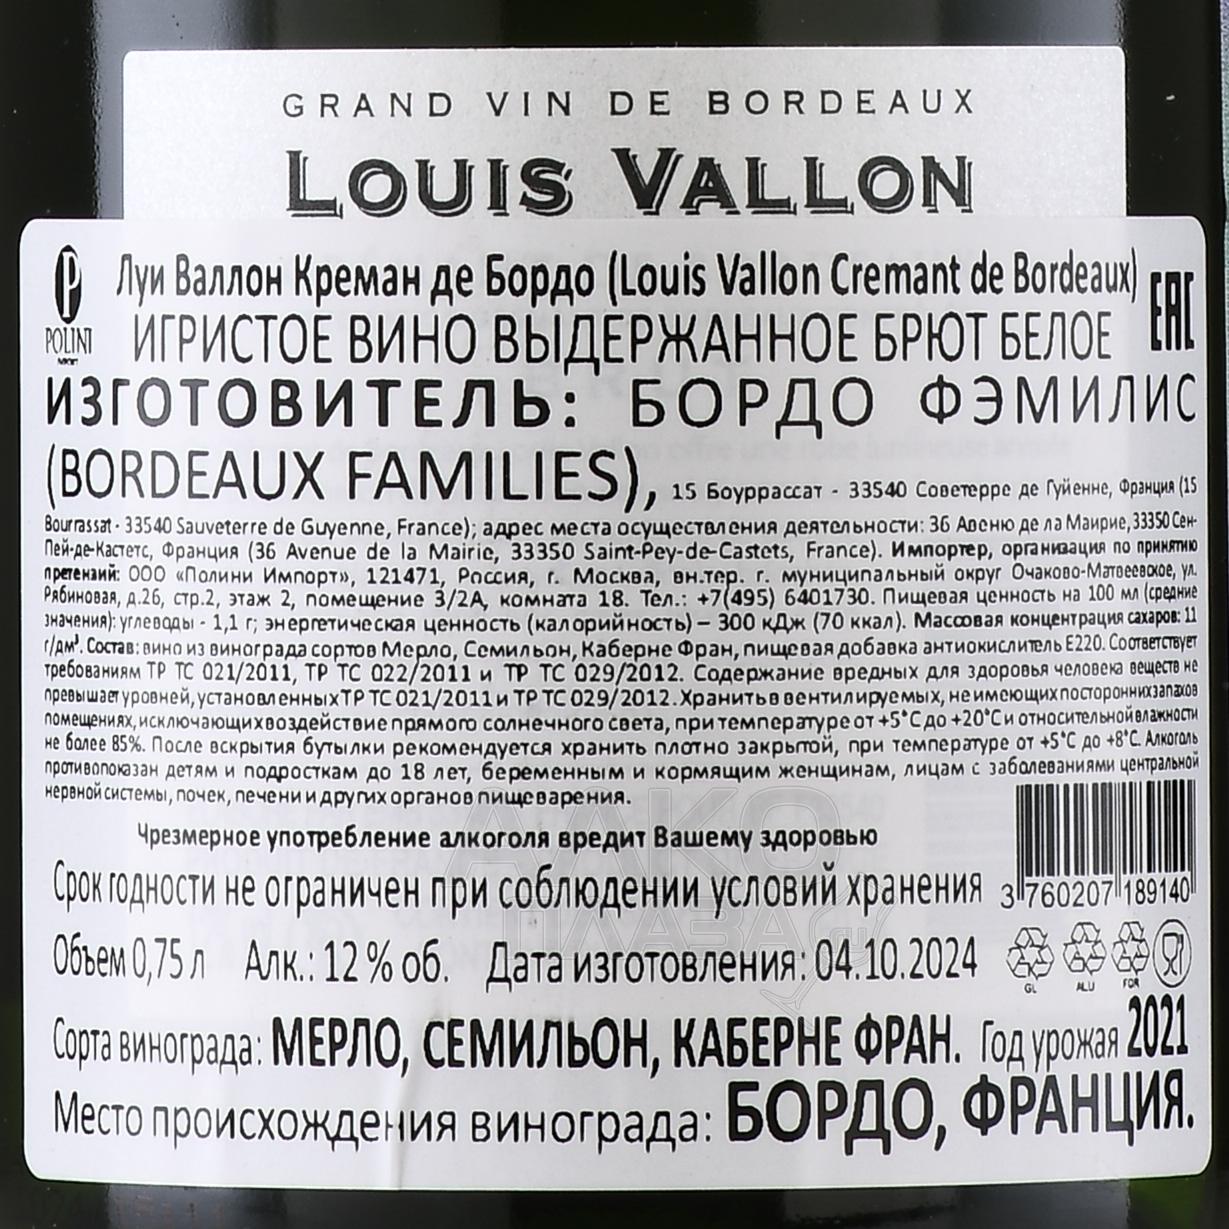 GRAND VIN DE BORDEAUX
LOUIS VALLON
P
POLINI
Луи Валлон Креман де Бордо (Louis Vallon Cremant de Bordeaux)
EAC
ИГРИСТОЕ ВИНО ВЫДЕРЖАННОЕ БРЮТ БЕЛОЕ
ИЗГОТОВИТЕЛЬ: БОРДО ФЭМИЛИС
(BORDEAUX FAMILIES), 15 Боуррассат - 33540 Советерре де Гуйенне, Франция (15
Bourrassat - 33540 Sauveterre de Guyenne, France); адрес места осуществления деятельности: 36 Авеню де ла Маирие, 33350 Сен-
Пей-де-Кастетс, Франция (36 Avenue de la Mairie, 33350 Saint-Pey-de-Castets, France). Импортер, организация по принятию
претензий: ООО «Полини Импорт», 121471, Россия, г. Москва, вн.тер. г. муниципальный округ Очаково-Матвеевское, ул.
Рябиновая, д.26, стр.2, этаж 2, помещение 3/2А, комната 18. Тел.: +7(495) 6401730. Пищевая ценность на 100 мл (средние
значения): углеводы - 1,1 г; энергетическая ценность (калорийность) – 300 кДж (70 ккал). Массовая концентрация сахаров: 11
г/дм³. Состав: вино из винограда сортов Мерло, Семильон, Каберне Фран, пищевая добавка антиокислитель Е220. Соответствует
требованиям ТР ТС 021/2011, ТР ТС 022/2011 и ТР ТС 029/2012. Содержание вредных для здоровья человека веществ не
превышает уровней, установленных ТР ТС 021/2011 и ТР ТС 029/2012. Хранить в вентилируемых, не имеющих посторонних запахов
помещениях, исключающих воздействие прямого солнечного света, при температуре от +5°С до +20°С и относительной влажности
не более 85%. После вскрытия бутылки рекомендуется хранить плотно закрытой, при температуре от +5°С до +8°С. Алкоголь
противопоказан детям и подросткам до 18 лет, беременным и кормящим женщинам, лицам с заболеваниями центральной
нервной системы, почек, печени и других органов пищеварения.
Чрезмерное употребление алкоголя вредит Вашему здоровью
Срок годности не ограничен при соблюдении условий хранения
3 760207 189140
Объем 0,75 л Алк.: 12 % об. Дата изготовления: 04.10.2024
GL ALU FOR
Сорта винограда: МЕРЛО, СЕМИЛЬОН, КАБЕРНЕ ФРАН. Год урожая 2021
Место происхождения винограда: БОРДО, ФРАНЦИЯ.
АЛКО
ПЛАЗА.ru